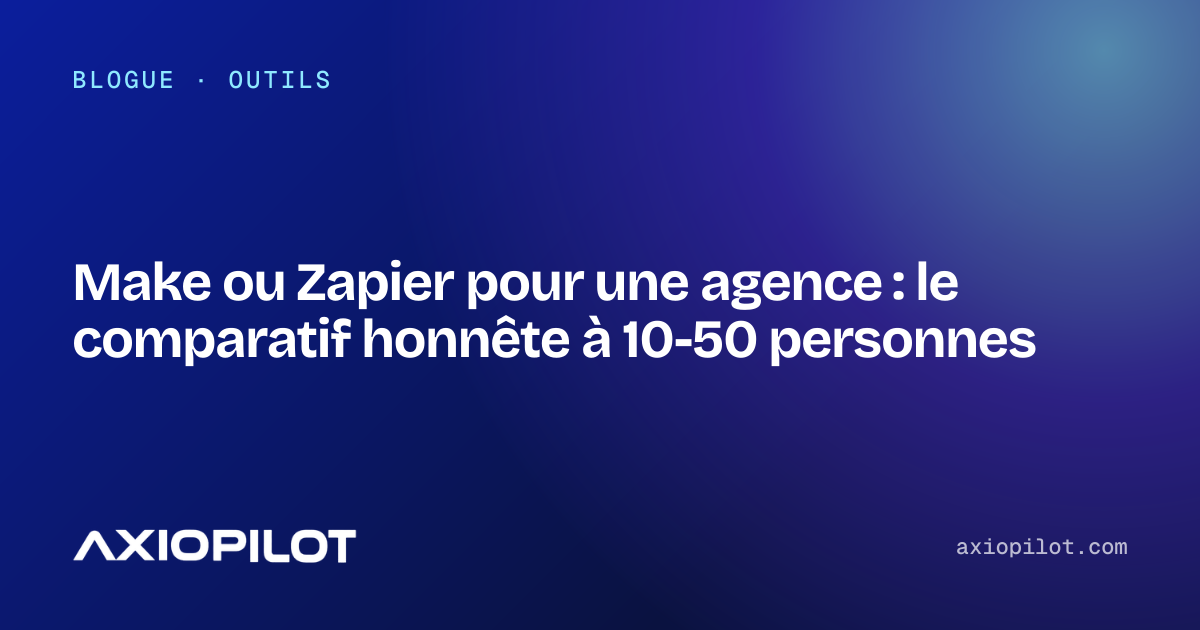 BLOGUE · OUTILS
Make ou Zapier pour une agence : le
comparatif honnête à 10-50 personnes
AXIOPILOT
axiopilot.com